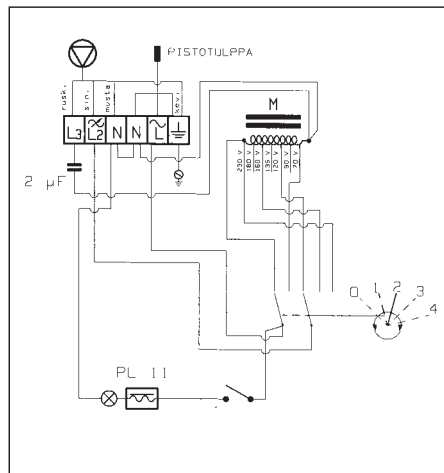 PISTOTULPPA
rusk.
sin.
musta
kev.
M
L3 L2 N N L
2 µF
230 V
180 V
160 V
135 V
120 V
90 V
70 V
0 1 2 3 4
PL 11